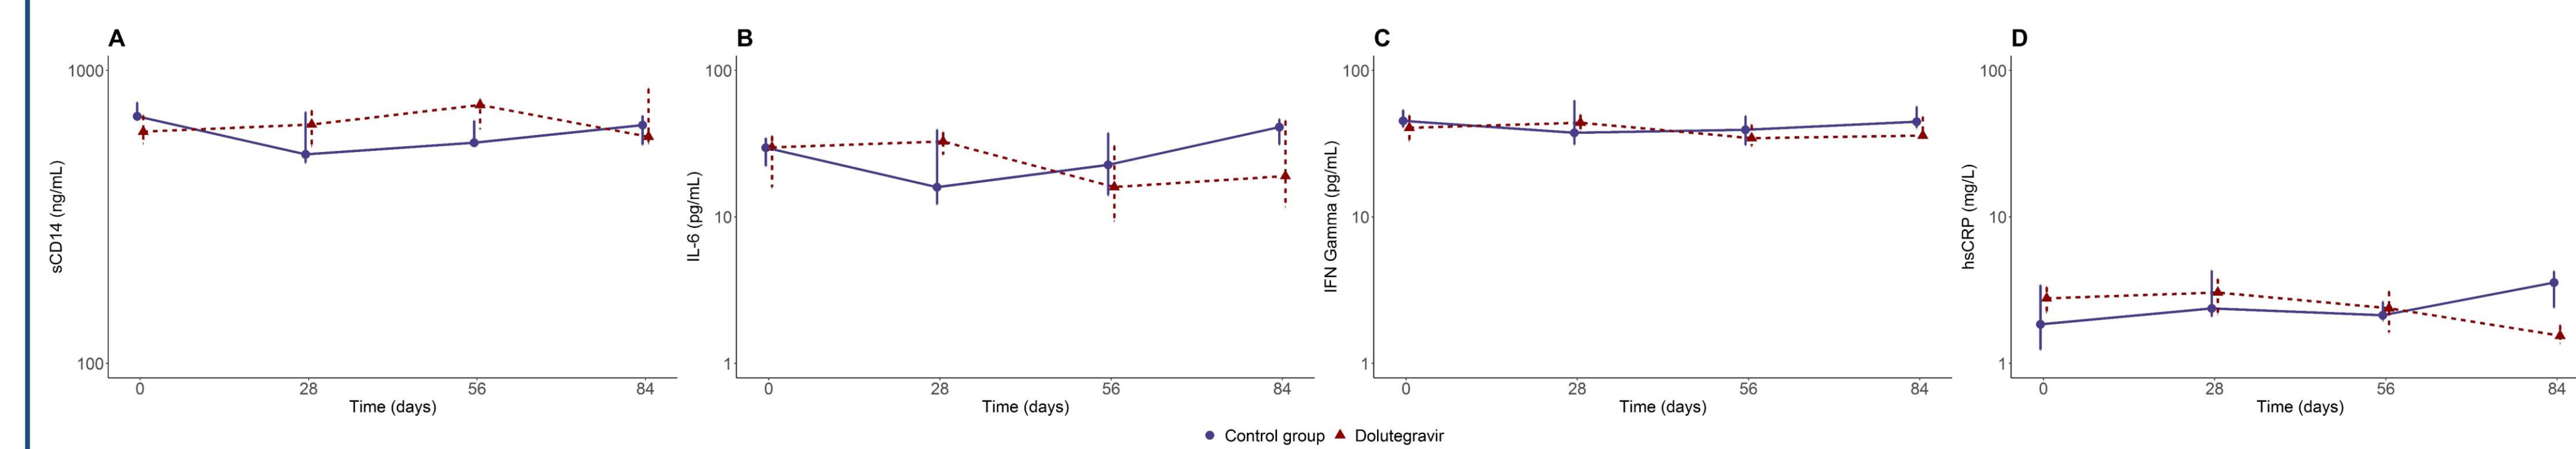 A
1000
100
sCD14 (ng/mL)
0 28 56 84
Time (days)
B
100
10
1
IL-6 (pg/mL)
0 28 56 84
Time (days)
C
100
10
1
IFN Gamma (pg/mL)
0 28 56 84
Time (days)
D
100
10
1
hsCRP (mg/L)
0 28 56 84
Time (days)
Control group Dolutegravir